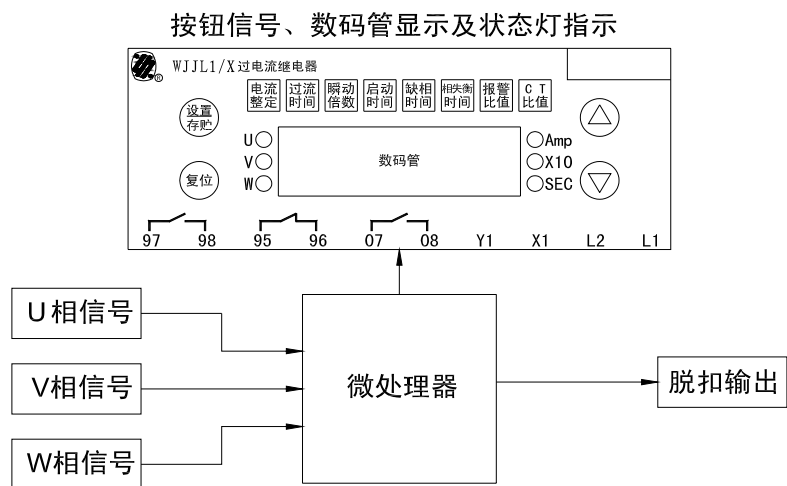 按钮信号、数码管显示及状态灯指示
® WJJL1/X过电流继电器
电流整定 过流时间 瞬动倍数 启动时间 缺相时间 相失衡时间 报警比值 CT比值
设置
存贮
U Amp
V 数码管 X10
W SEC
复位
97 98 95 96 07 08 Y1 X1 L2 L1
U相信号
V相信号
W相信号
微处理器
脱扣输出